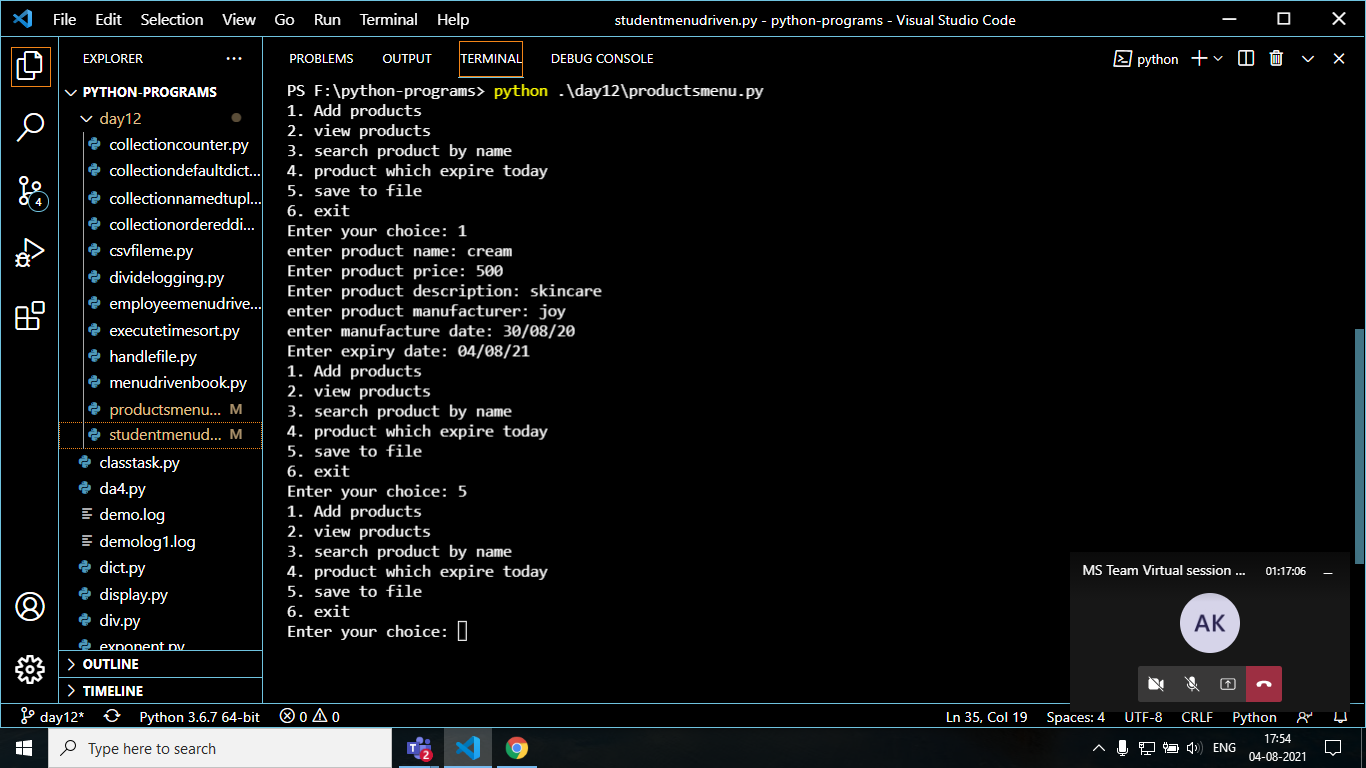 File Edit Selection View Go Run Terminal Help studentmenudriven.py - python-programs - Visual Studio Code
EXPLORER ...
PYTHON-PROGRAMS
day12
collectioncounter.py
collectiondefaultdict...
collectionnamedtupl...
collectionordereddi...
csvfileme.py
dividelogging.py
employeemenudrive...
executetimesort.py
handlefile.py
menudrivenbook.py
productsmenu... M
studentmenud... M
classtask.py
da4.py
demo.log
demolog1.log
dict.py
display.py
div.py
exponent.py
OUTLINE
TIMELINE
4
PROBLEMS OUTPUT TERMINAL DEBUG CONSOLE python
PS F:\python-programs> python .\day12\productsmenu.py
1. Add products
2. view products
3. search product by name
4. product which expire today
5. save to file
6. exit
Enter your choice: 1
enter product name: cream
Enter product price: 500
Enter product description: skincare
enter product manufacturer: joy
enter manufacture date: 30/08/20
Enter expiry date: 04/08/21
1. Add products
2. view products
3. search product by name
4. product which expire today
5. save to file
6. exit
Enter your choice: 5
1. Add products
2. view products
3. search product by name
4. product which expire today
5. save to file
6. exit
Enter your choice:
MS Team Virtual session ... 01:17:06
AK
day12* Python 3.6.7 64-bit 0 0 Ln 35, Col 19 Spaces: 4 UTF-8 CRLF Python
Type here to search 2 ENG 17:54
04-08-2021